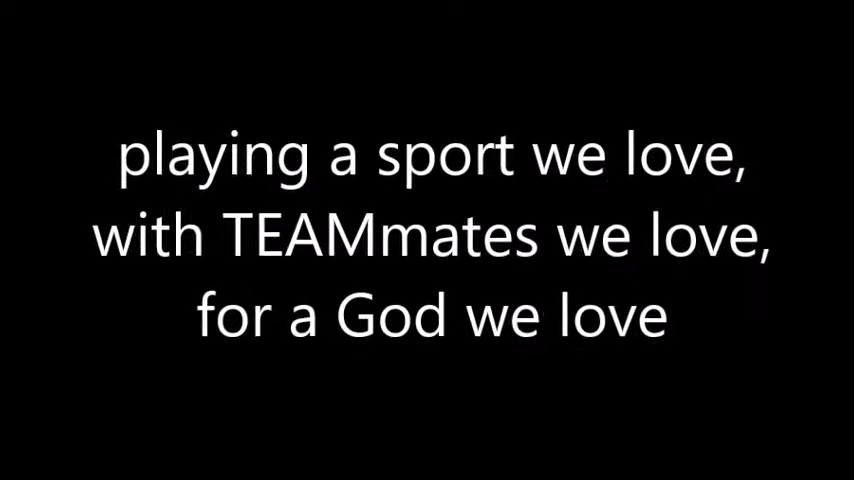 playing a sport we love,
with TEAMmates we love,
for a God we love